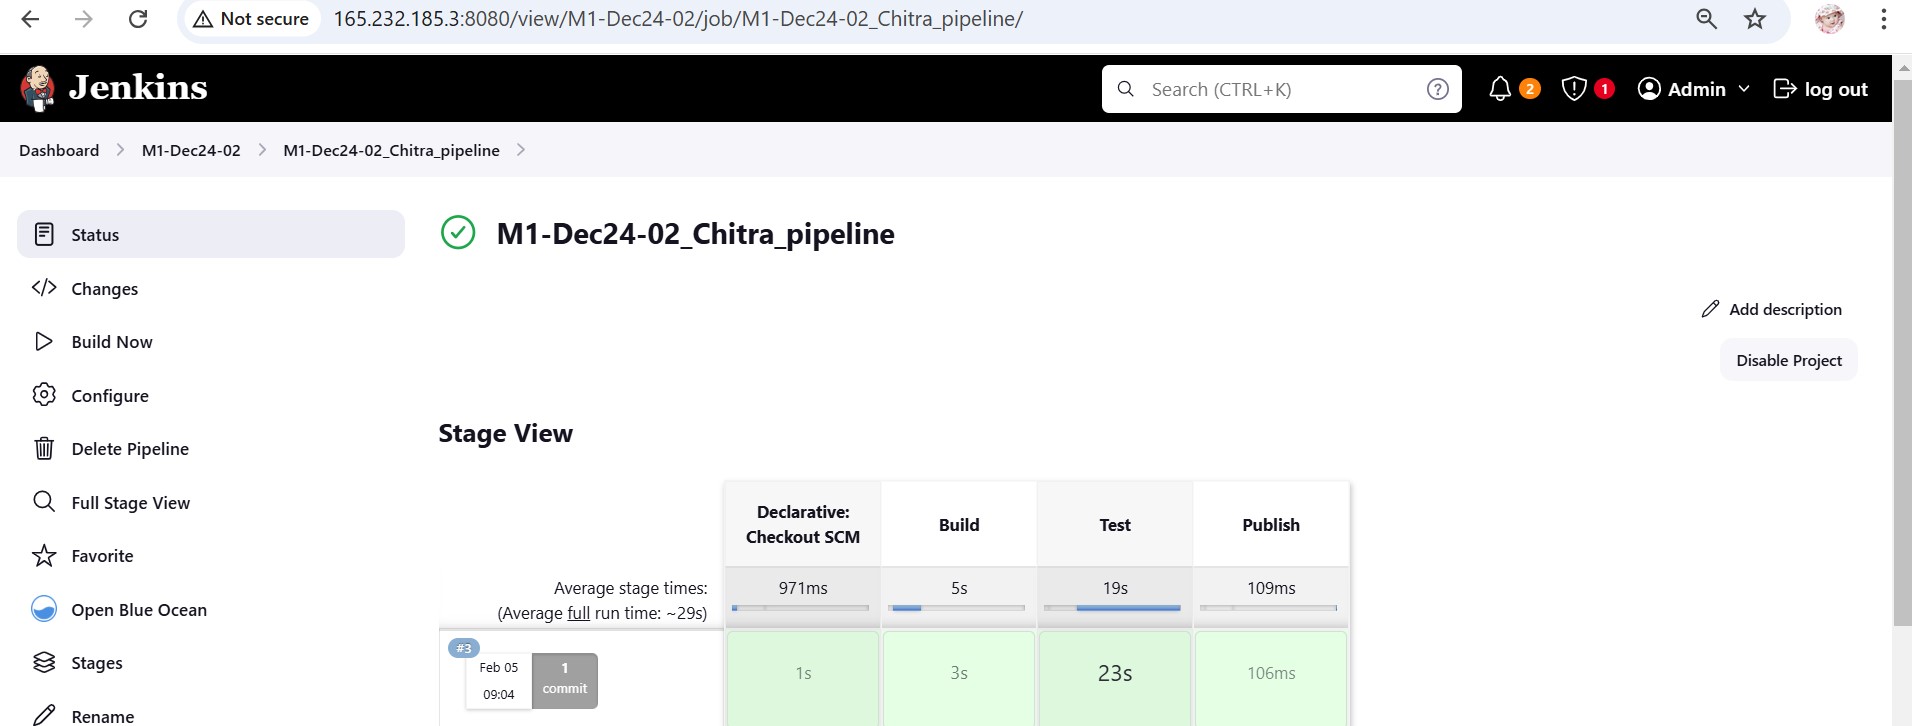 Not secure 165.232.185.3:8080/view/M1-Dec24-02/job/M1-Dec24-02_Chitra_pipeline/
Jenkins Search (CTRL+K) ? 2 1 Admin log out
Dashboard M1-Dec24-02 M1-Dec24-02_Chitra_pipeline
Status
Changes
Build Now
Configure
Delete Pipeline
Full Stage View
Favorite
Open Blue Ocean
Stages
Rename
M1-Dec24-02_Chitra_pipeline
Add description
Disable Project
Stage View
Declarative:
Checkout SCM
Build
Test
Publish
Average stage times:
(Average full run time: ~29s)
971ms
5s
19s
109ms
#3
Feb 05
09:04
1
commit
1s
3s
23s
106ms